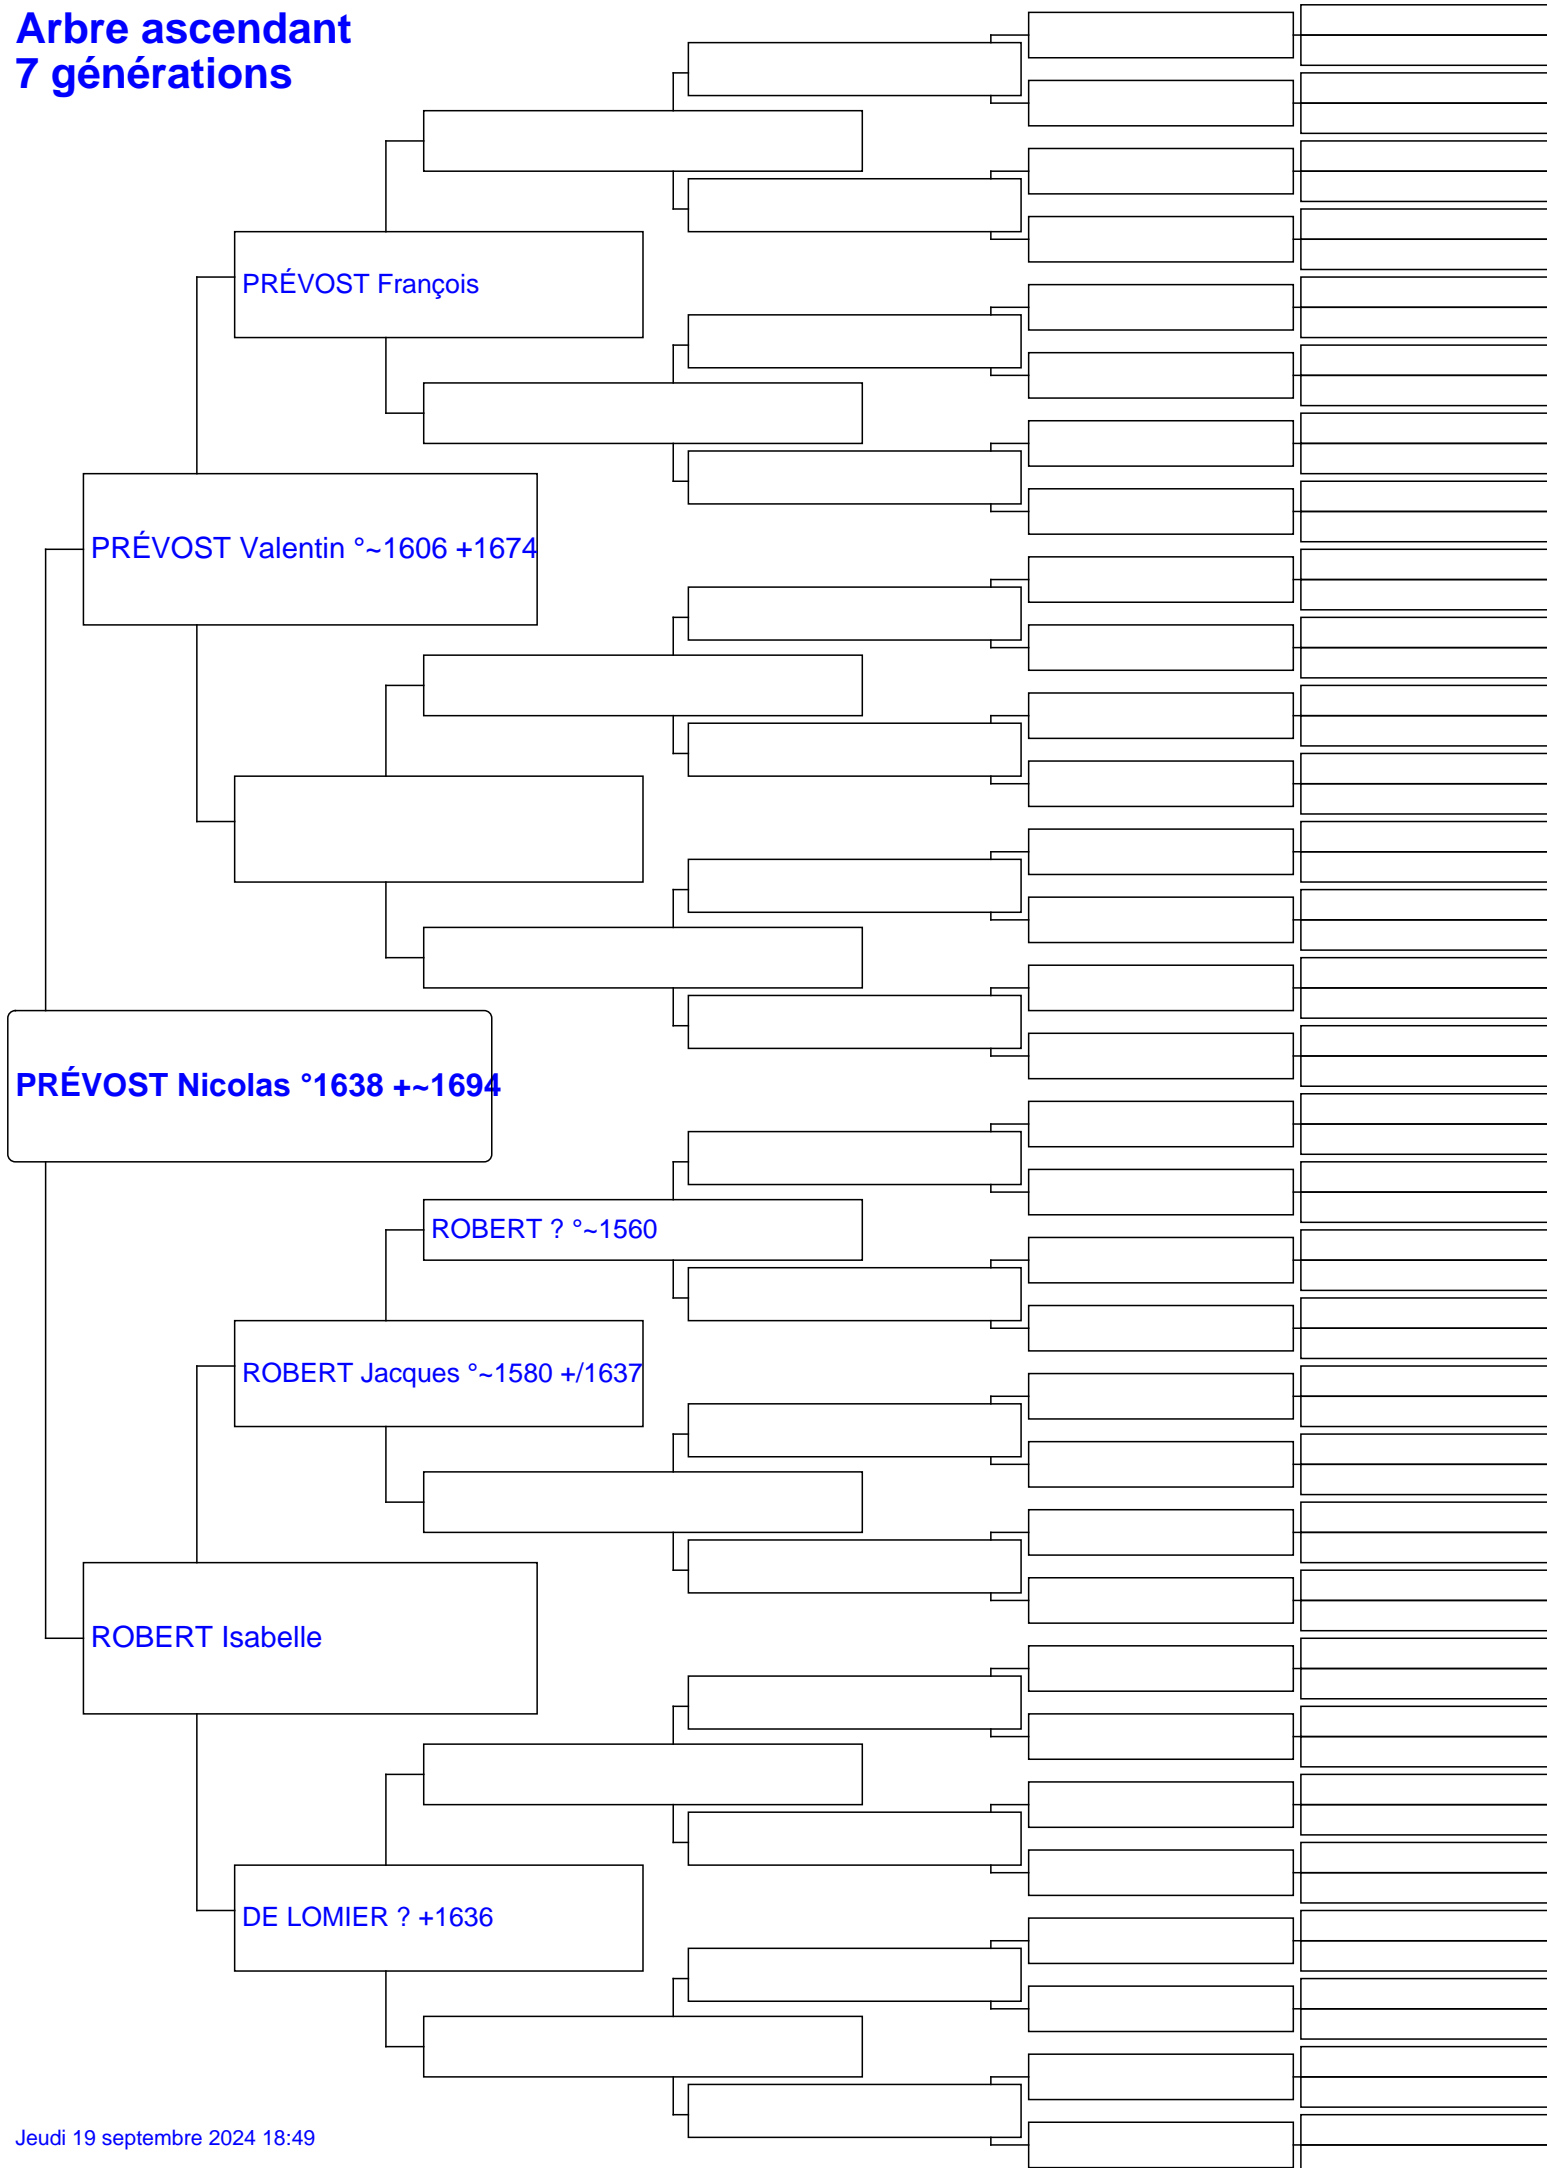 Arbre ascendant
7 générations
PRÉVOST François
PRÉVOST Valentin °~1606 +1674
PRÉVOST Nicolas °1638 +~1694
ROBERT ? °~1560
ROBERT Jacques °~1580 +/1637
ROBERT Isabelle
DE LOMIER ? +1636
Jeudi 19 septembre 2024 18:49